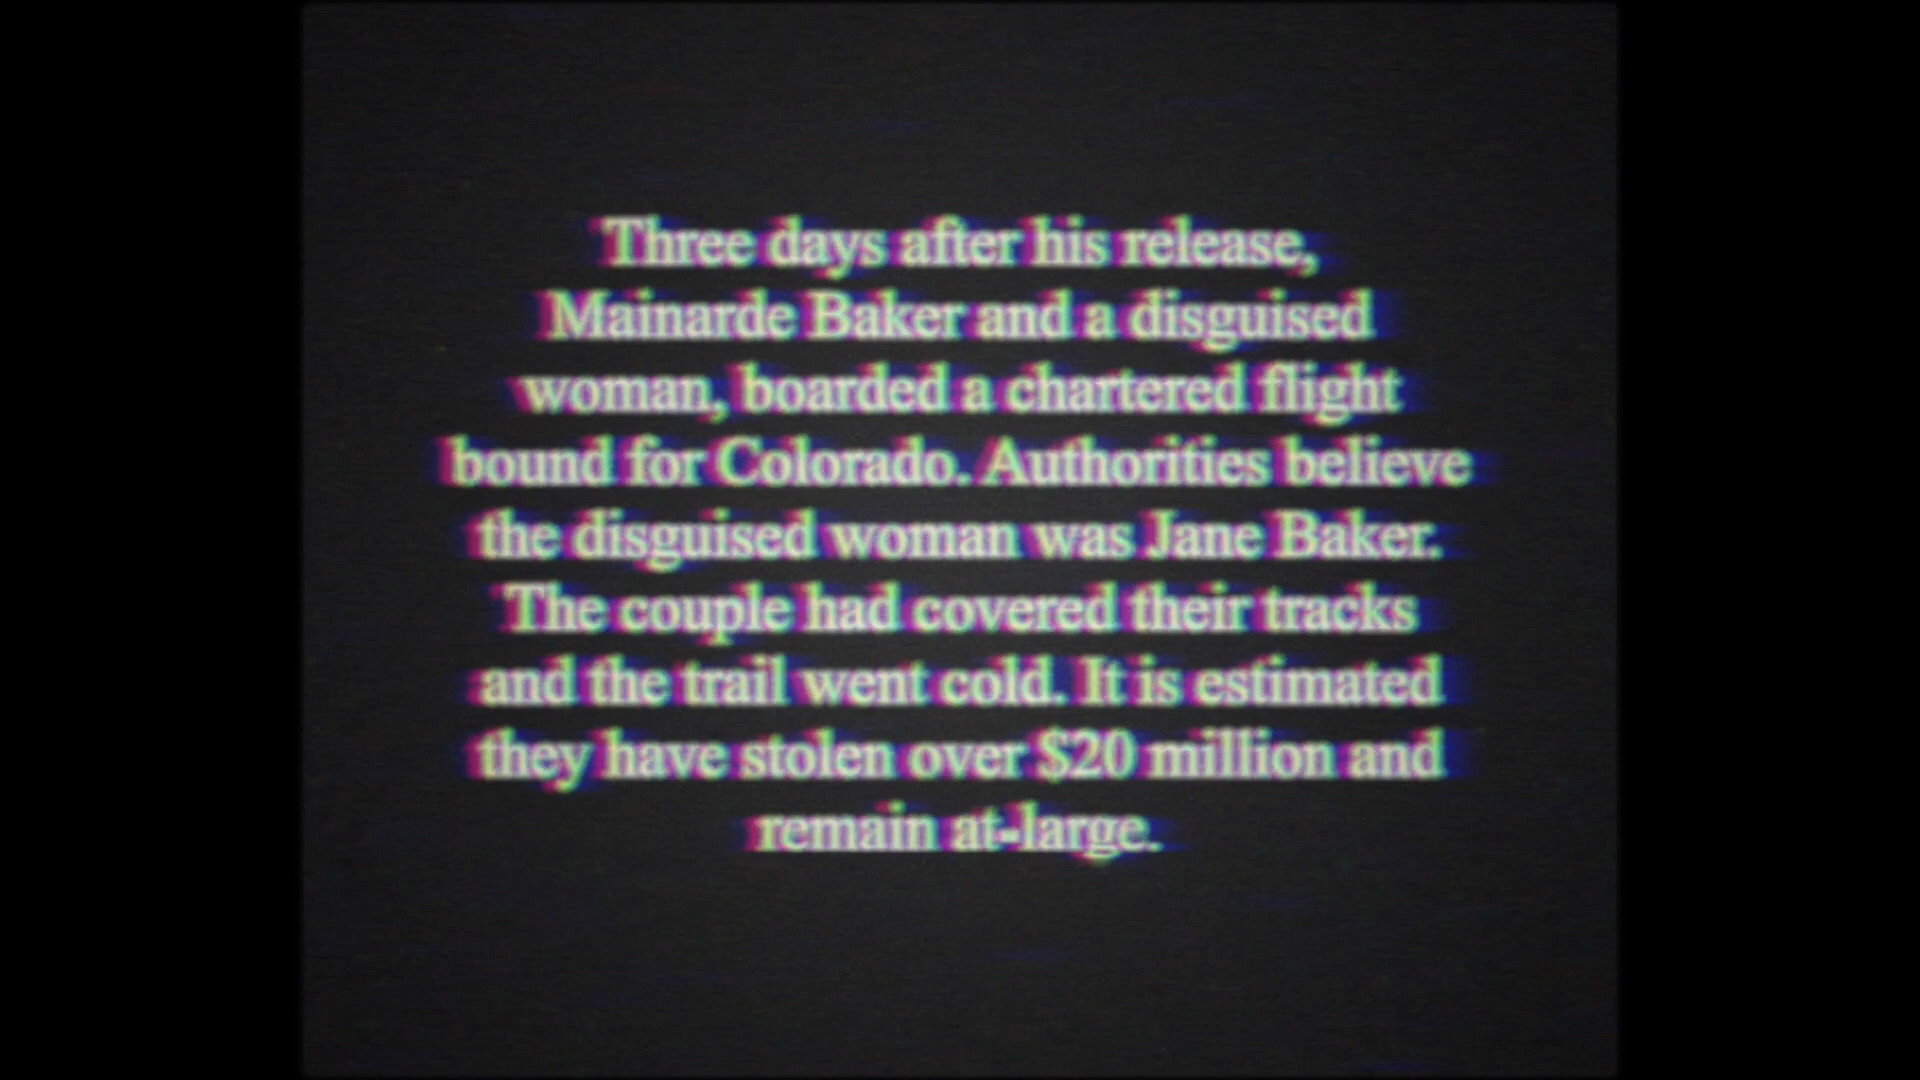 Three days after his release,
Mainarde Baker and a disguised
woman, boarded a chartered flight
bound for Colorado. Authorities believe
the disguised woman was Jane Baker.
The couple had covered their tracks
and the trail went cold. It is estimated
they have stolen over $20 million and
remain at-large.